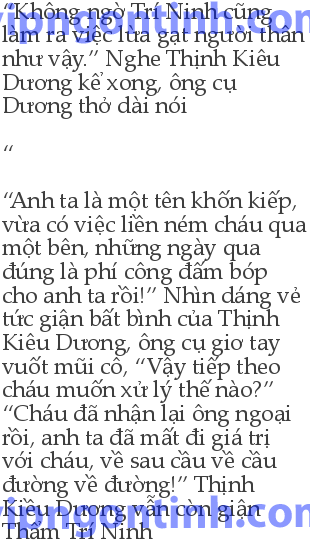 vipngontinh.com
“Không ngờ Trí Ninh cũng
làm ra việc lừa gạt người thân
như vậy.” Nghe Thịnh Kiêu
Dương kể xong, ông cụ
Dương thở dài nói
“
“Anh ta là một tên khốn kiếp,
vừa có việc liền ném cháu qua
một bên, những ngày qua
đúng là phí công đấm bóp
cho anh ta rồi!” Nhìn dáng vẻ
tức giận bất bình của Thịnh
Kiêu Dương, ông cụ giơ tay
vuốt mũi cô, “Vậy tiếp theo
cháu muốn xử lý thế nào?”
“Cháu đã nhận lại ông ngoại
rồi, anh ta đã mất đi giá trị
với cháu, về sau cầu về cầu
đường về đường!” Thịnh
Kiều Dương vẫn còn giận
Thẩm Trí Ninh
vipngontinh.com